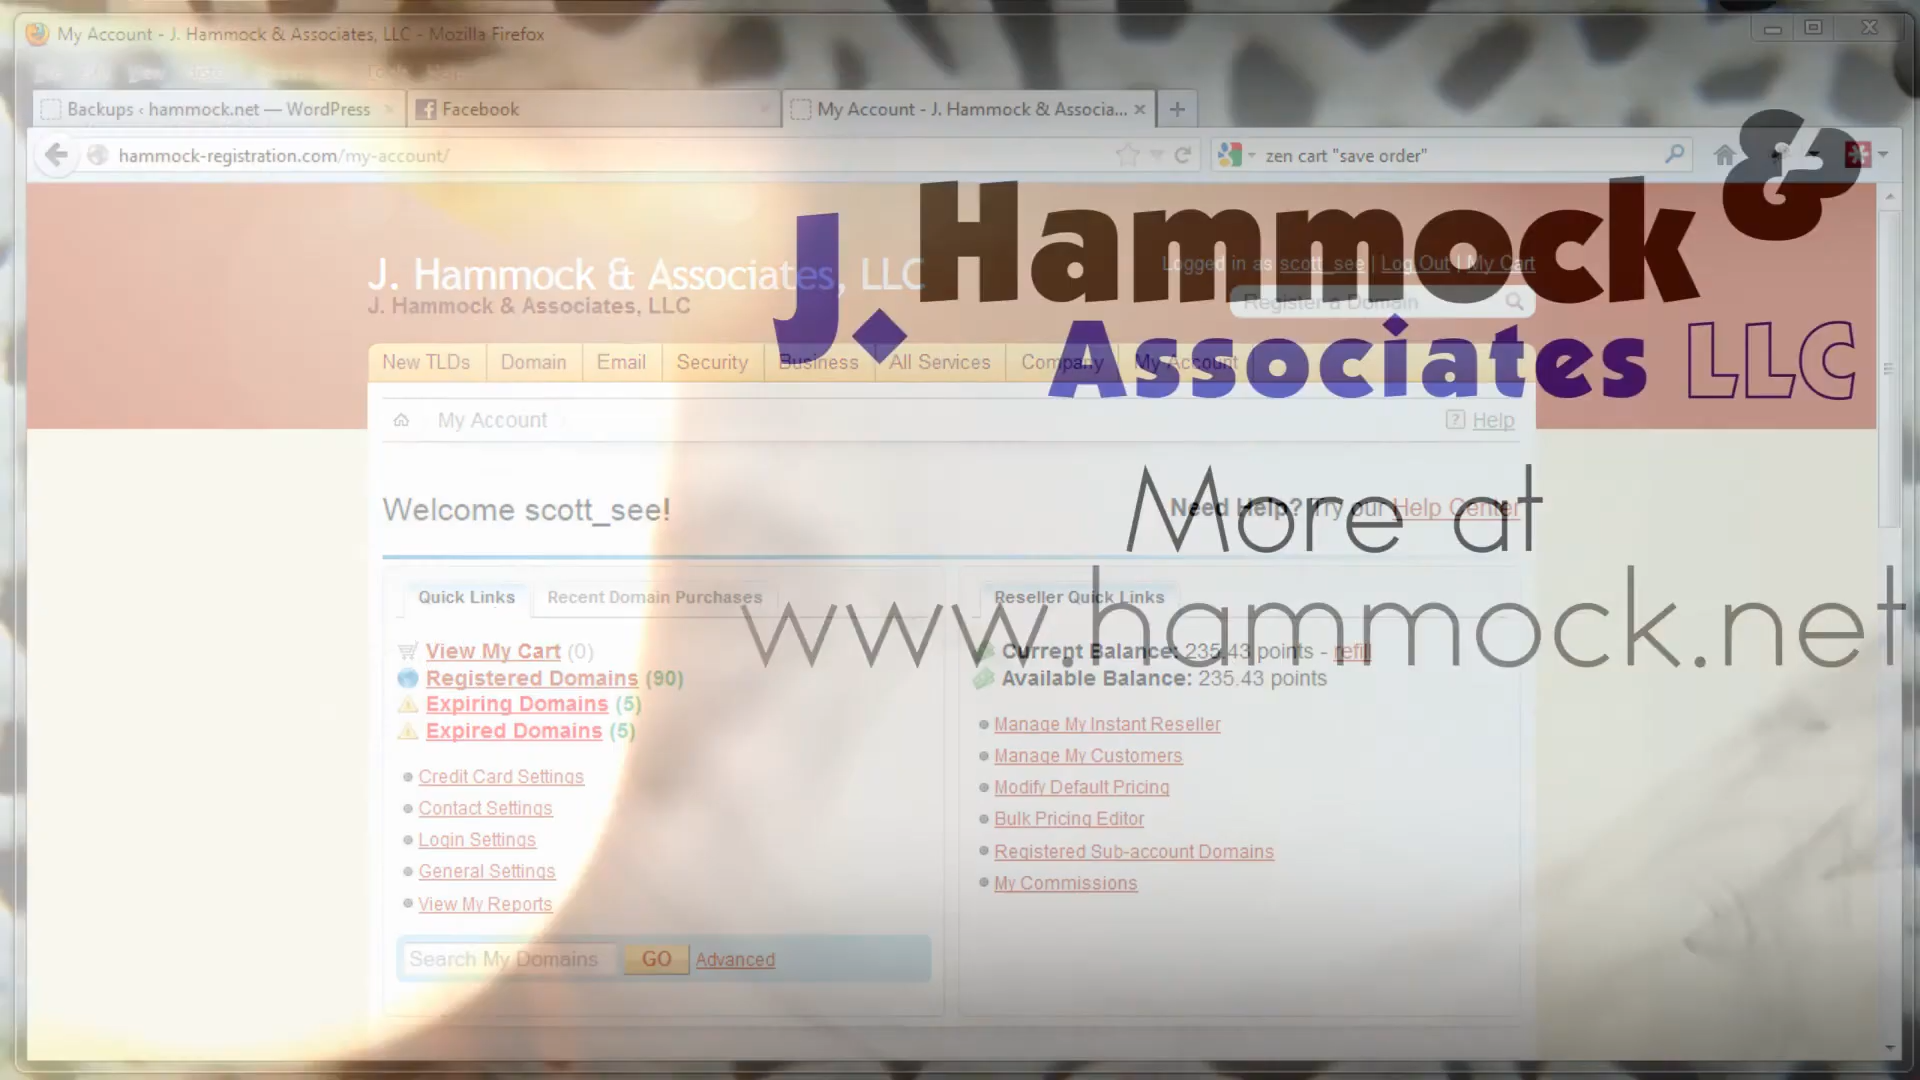 My Account - J. Hammock & Associates, LLC - Mozilla Firefox
Backups ‹ hammock.net — WordPress
Facebook
My Account - J. Hammock & Associa...
hammock-registration.com/my-account/
zen cart "save order"
J. Hammock &
Associates LLC
J. Hammock & Associates, LLC
J. Hammock & Associates, LLC
Logged in as scott_see | Log Out | My Cart
Register a Domain
New TLDs Domain Email Security Business All Services Company My Account
My Account
? Help
Welcome scott_see!
Need Help? Try our Help Center
More at
www.hammock.net
Quick Links Recent Domain Purchases
View My Cart (0)
Registered Domains (90)
Expiring Domains (5)
Expired Domains (5)
Credit Card Settings
Contact Settings
Login Settings
General Settings
View My Reports
Search My Domains GO Advanced
Reseller Quick Links
Current Balance: 235.43 points - refill
Available Balance: 235.43 points
Manage My Instant Reseller
Manage My Customers
Modify Default Pricing
Bulk Pricing Editor
Registered Sub-account Domains
My Commissions